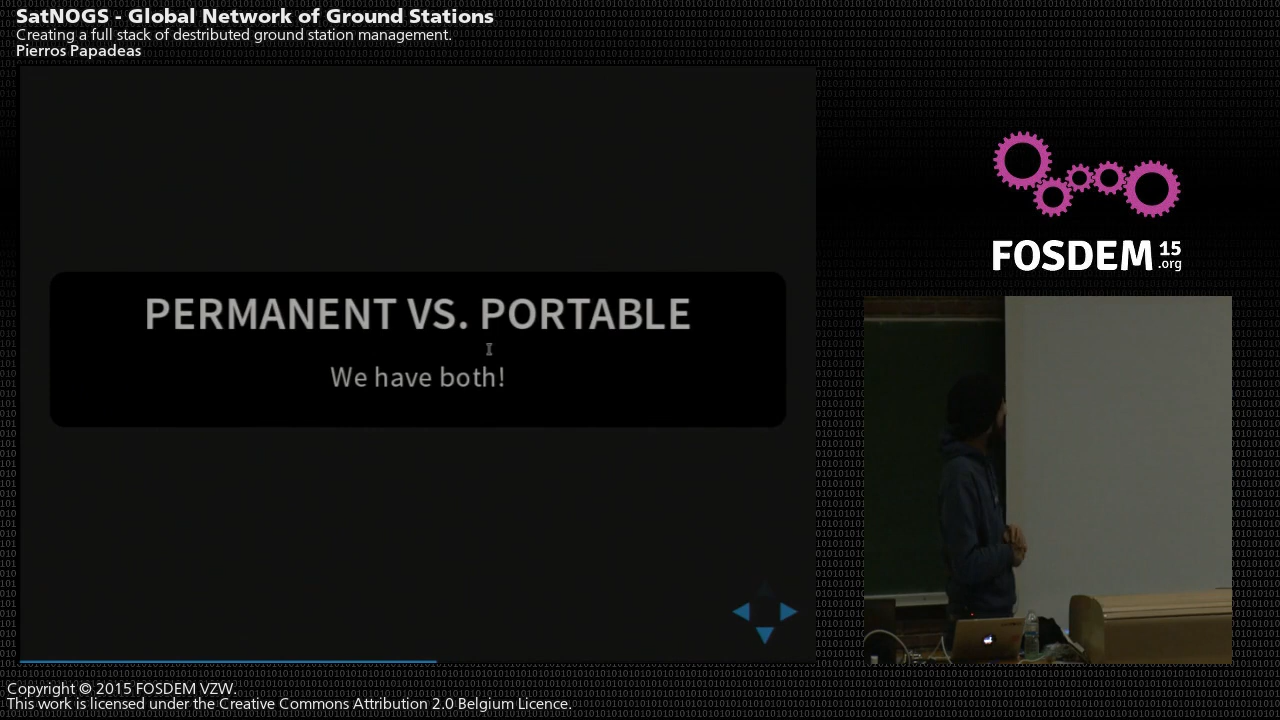 SatNOGS - Global Network of Ground Stations
Creating a full stack of destributed ground station management.
Pierros Papadeas
PERMANENT VS. PORTABLE
We have both!
FOSDEM 15
.org
Copyright © 2015 FOSDEM VZW.
This work is licensed under the Creative Commons Attribution 2.0 Belgium Licence.